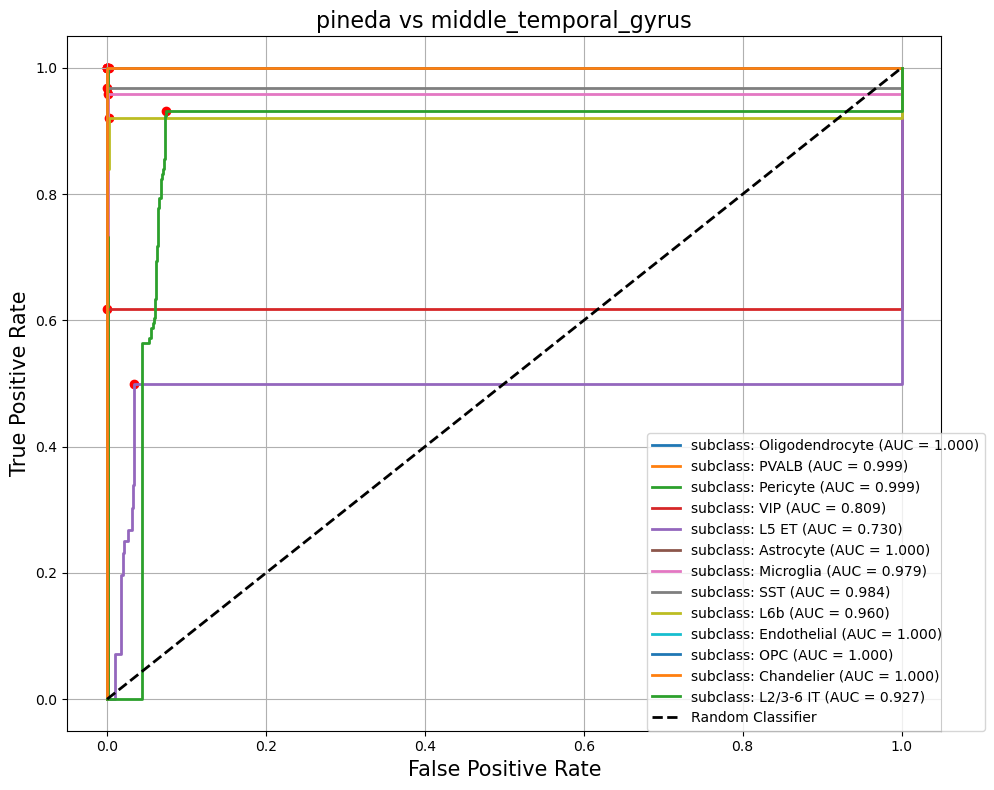 pineda vs middle_temporal_gyrus
True Positive Rate
1.0
0.8
0.6
0.4
0.2
0.0
0.0
0.2
0.4
0.6
0.8
1.0
False Positive Rate
subclass: Oligodendrocyte (AUC = 1.000)
subclass: PVALB (AUC = 0.999)
subclass: Pericyte (AUC = 0.999)
subclass: VIP (AUC = 0.809)
subclass: L5 ET (AUC = 0.730)
subclass: Astrocyte (AUC = 1.000)
subclass: Microglia (AUC = 0.979)
subclass: SST (AUC = 0.984)
subclass: L6b (AUC = 0.960)
subclass: Endothelial (AUC = 1.000)
subclass: OPC (AUC = 1.000)
subclass: Chandelier (AUC = 1.000)
subclass: L2/3-6 IT (AUC = 0.927)
Random Classifier